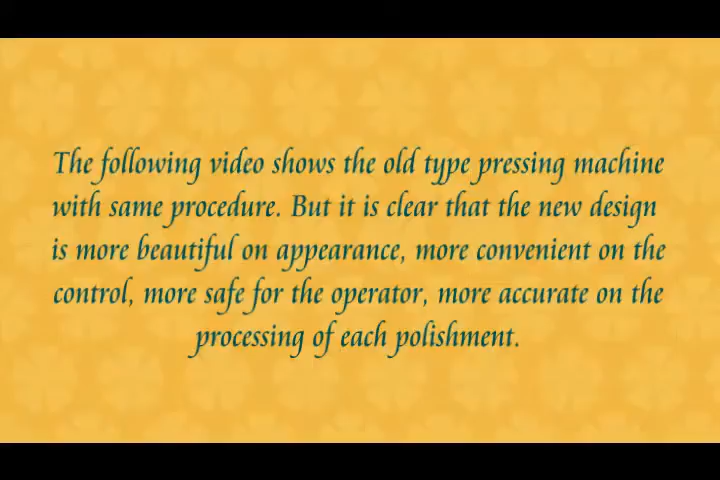 The following video shows the old type pressing machine
with same procedure. But it is clear that the new design
is more beautiful on appearance, more convenient on the
control, more safe for the operator, more accurate on the
processing of each polishment.